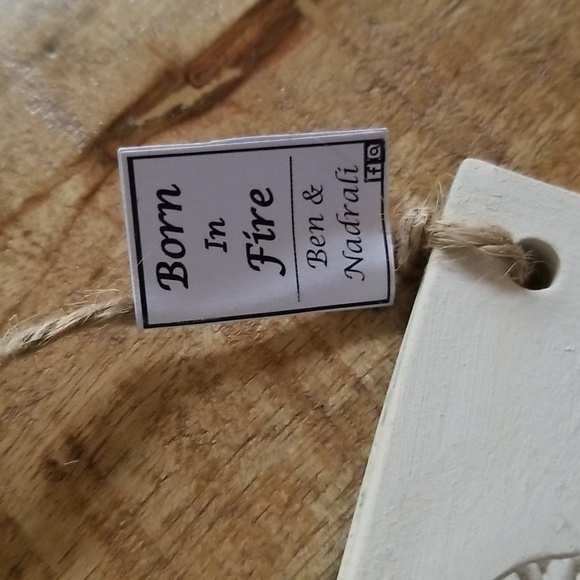 Born
In
Fire
Ben &
Nadrali